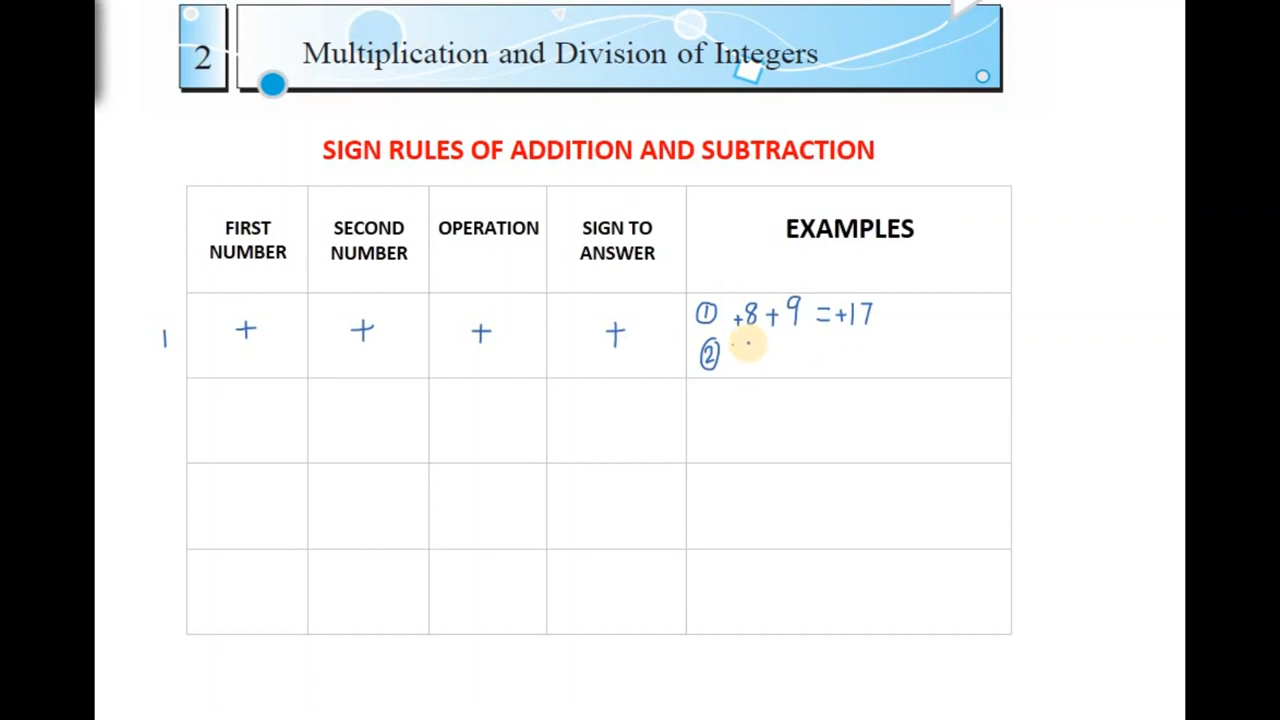 2
Multiplication and Division of Integers
SIGN RULES OF ADDITION AND SUBTRACTION
FIRST NUMBER
SECOND NUMBER
OPERATION
SIGN TO ANSWER
EXAMPLES
1 + + + +
① +8 + 9 = +17
②